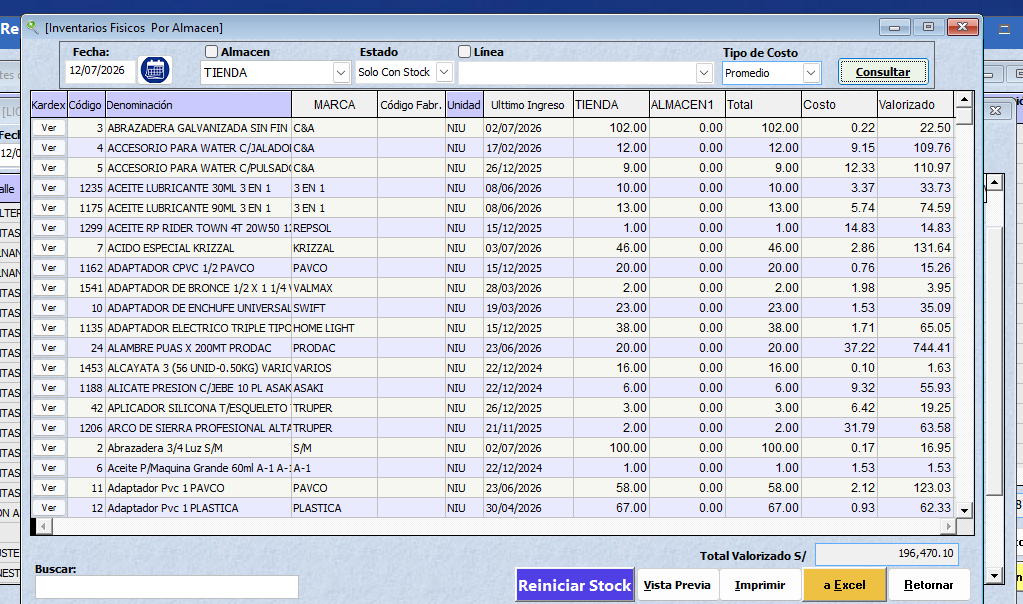 [Inventarios Fisicos  Por Almacen]
Fecha:
Almacen
Estado
Línea
Tipo de Costo
12/07/2026
TIENDA
Solo Con Stock
Promedio
Consultar
Kardex Código Denominación MARCA Código Fabr. Unidad Ulltimo Ingreso TIENDA ALMACEN1 Total Costo Valorizado
Ver 3 ABRAZADERA GALVANIZADA SIN FIN C&A NIU 02/07/2026 102.00 0.00 102.00 0.22 22.50
Ver 4 ACCESORIO PARA WATER C/JALADO C&A NIU 17/02/2026 12.00 0.00 12.00 9.15 109.76
Ver 5 ACCESORIO PARA WATER C/PULSADO C&A NIU 26/12/2025 9.00 0.00 9.00 12.33 110.97
Ver 1235 ACEITE LUBRICANTE 30ML 3 EN 1 3 EN 1 NIU 08/06/2026 10.00 0.00 10.00 3.37 33.73
Ver 1175 ACEITE LUBRICANTE 90ML 3 EN 1 3 EN 1 NIU 08/06/2026 13.00 0.00 13.00 5.74 74.59
Ver 1299 ACEITE RP RIDER TOWN 4T 20W50 12 REPSOL NIU 15/12/2025 1.00 0.00 1.00 14.83 14.83
Ver 7 ACIDO ESPECIAL KRIZZAL KRIZZAL NIU 03/07/2026 46.00 0.00 46.00 2.86 131.64
Ver 1162 ADAPTADOR CPVC 1/2 PAVCO PAVCO NIU 15/12/2025 20.00 0.00 20.00 0.76 15.26
Ver 1541 ADAPTADOR DE BRONCE 1/2 X 1 1/4 VALMAX NIU 28/03/2026 2.00 0.00 2.00 1.98 3.95
Ver 10 ADAPTADOR DE ENCHUFE UNIVERSAL SWIFT NIU 19/03/2026 23.00 0.00 23.00 1.53 35.09
Ver 1135 ADAPTADOR ELECTRICO TRIPLE TIPO HOME LIGHT NIU 15/12/2025 38.00 0.00 38.00 1.71 65.05
Ver 24 ALAMBRE PUAS X 200MT PRODAC PRODAC NIU 23/06/2026 20.00 0.00 20.00 37.22 744.41
Ver 1453 ALCAYATA 3 (56 UNID-0.50KG) VARIO VARIOS NIU 22/12/2024 16.00 0.00 16.00 0.10 1.63
Ver 1188 ALICATE PRESION C/JEBE 10 PL ASAK ASAKI NIU 22/12/2024 6.00 0.00 6.00 9.32 55.93
Ver 42 APLICADOR SILICONA T/ESQUELETO TRUPER NIU 26/12/2025 3.00 0.00 3.00 6.42 19.25
Ver 1206 ARCO DE SIERRA PROFESIONAL ALTA TRUPER NIU 21/11/2025 2.00 0.00 2.00 31.79 63.58
Ver 2 Abrazadera 3/4 Luz S/M S/M NIU 02/07/2026 100.00 0.00 100.00 0.17 16.95
Ver 6 Aceite P/Maquina Grande 60ml A-1 A-1 A-1 NIU 22/12/2024 1.00 0.00 1.00 1.53 1.53
Ver 11 Adaptador Pvc 1 PAVCO PAVCO NIU 23/06/2026 58.00 0.00 58.00 2.12 123.03
Ver 12 Adaptador Pvc 1 PLASTICA PLASTICA NIU 30/04/2026 67.00 0.00 67.00 0.93 62.33
Total Valorizado S/ 196,470.10
Buscar:
Reiniciar Stock
Vista Previa
Imprimir
a Excel
Retornar